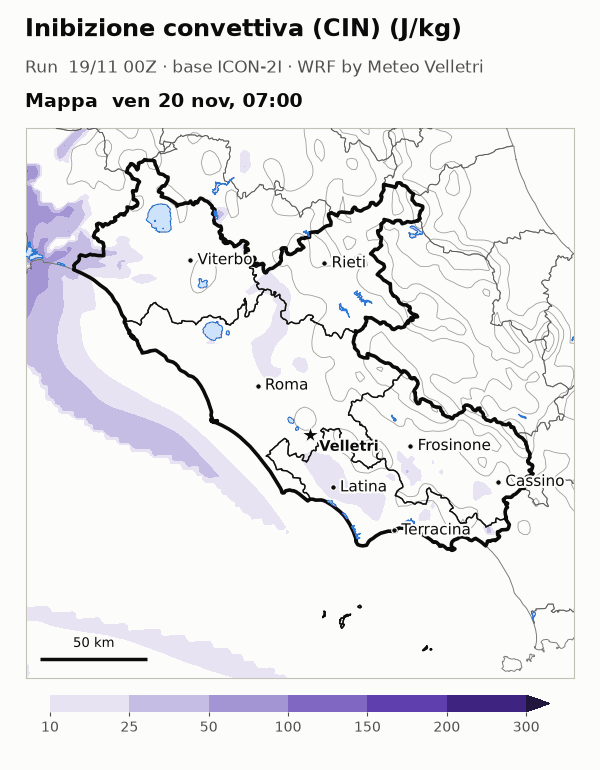 Inibizione convettiva (CIN) (J/kg)
Run  19/11 00Z · base ICON-2I · WRF by Meteo Velletri
Mappa  ven 20 nov, 07:00
Viterbo
Rieti
Roma
Velletri
Frosinone
Latina
Cassino
Terracina
50 km
10 25 50 100 150 200 300